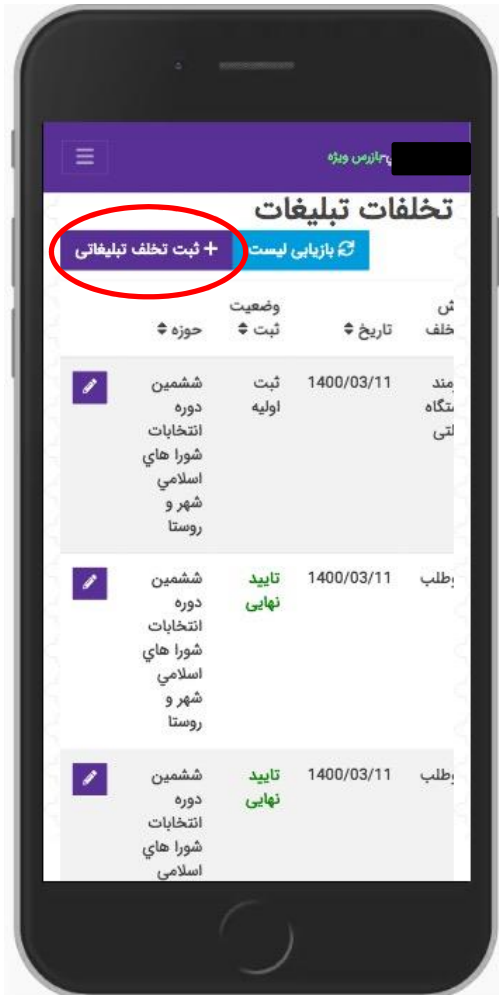 بازرس ویژه
تخلفات تبلیغات
بازیابی لیست
+ ثبت تخلف تبلیغاتی
وضعیت ثبت
تاریخ
حوزه
1400/03/11
ثبت
اولیه
ششمین
دوره
انتخابات
شورا هاي
اسلامي
شهر و
روستا
1400/03/11
تایید
نهایی
ششمین
دوره
انتخابات
شورا هاي
اسلامي
شهر و
روستا
1400/03/11
تایید
نهایی
ششمین
دوره
انتخابات
شورا هاي
اسلامي